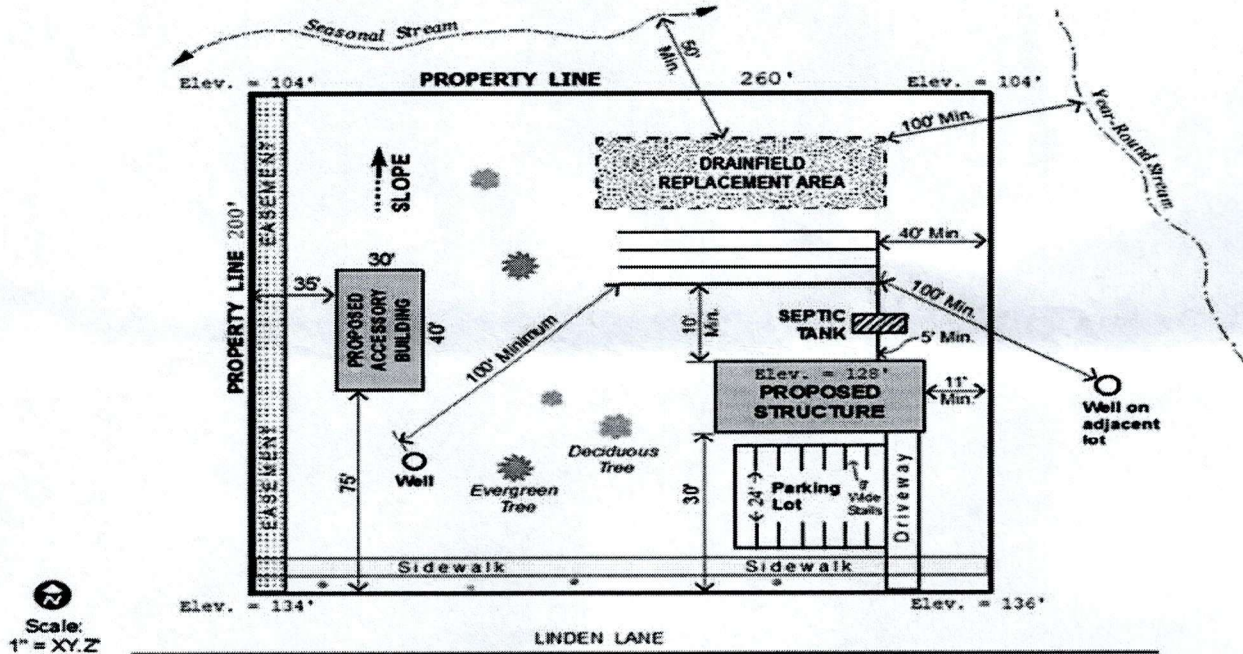 Seasonal Stream
50'
Min.
Elev. = 104'
PROPERTY LINE
260'
Elev. = 104'
100' Min.
Year-Round Stream
EASEMENT
SLOPE
DRAINFIELD
REPLACEMENT AREA
PROPERTY LINE 200'
40' Min.
30'
35'
PROPOSED
ACCESSORY
BUILDING
40'
100' Minimum
10'
Min.
SEPTIC
TANK
100' Min.
5' Min.
Elev. = 128'
PROPOSED
STRUCTURE
11'
Min.
Well on
adjacent
lot
EASEMENT
75'
Well
Deciduous
Tree
Evergreen
Tree
30'
24'
Parking
Lot
Wide
Stalls
Driveway
Sidewalk
Sidewalk
N
Scale:
1" = XY.Z'
Elev. = 134'
Elev. = 136'
LINDEN LANE